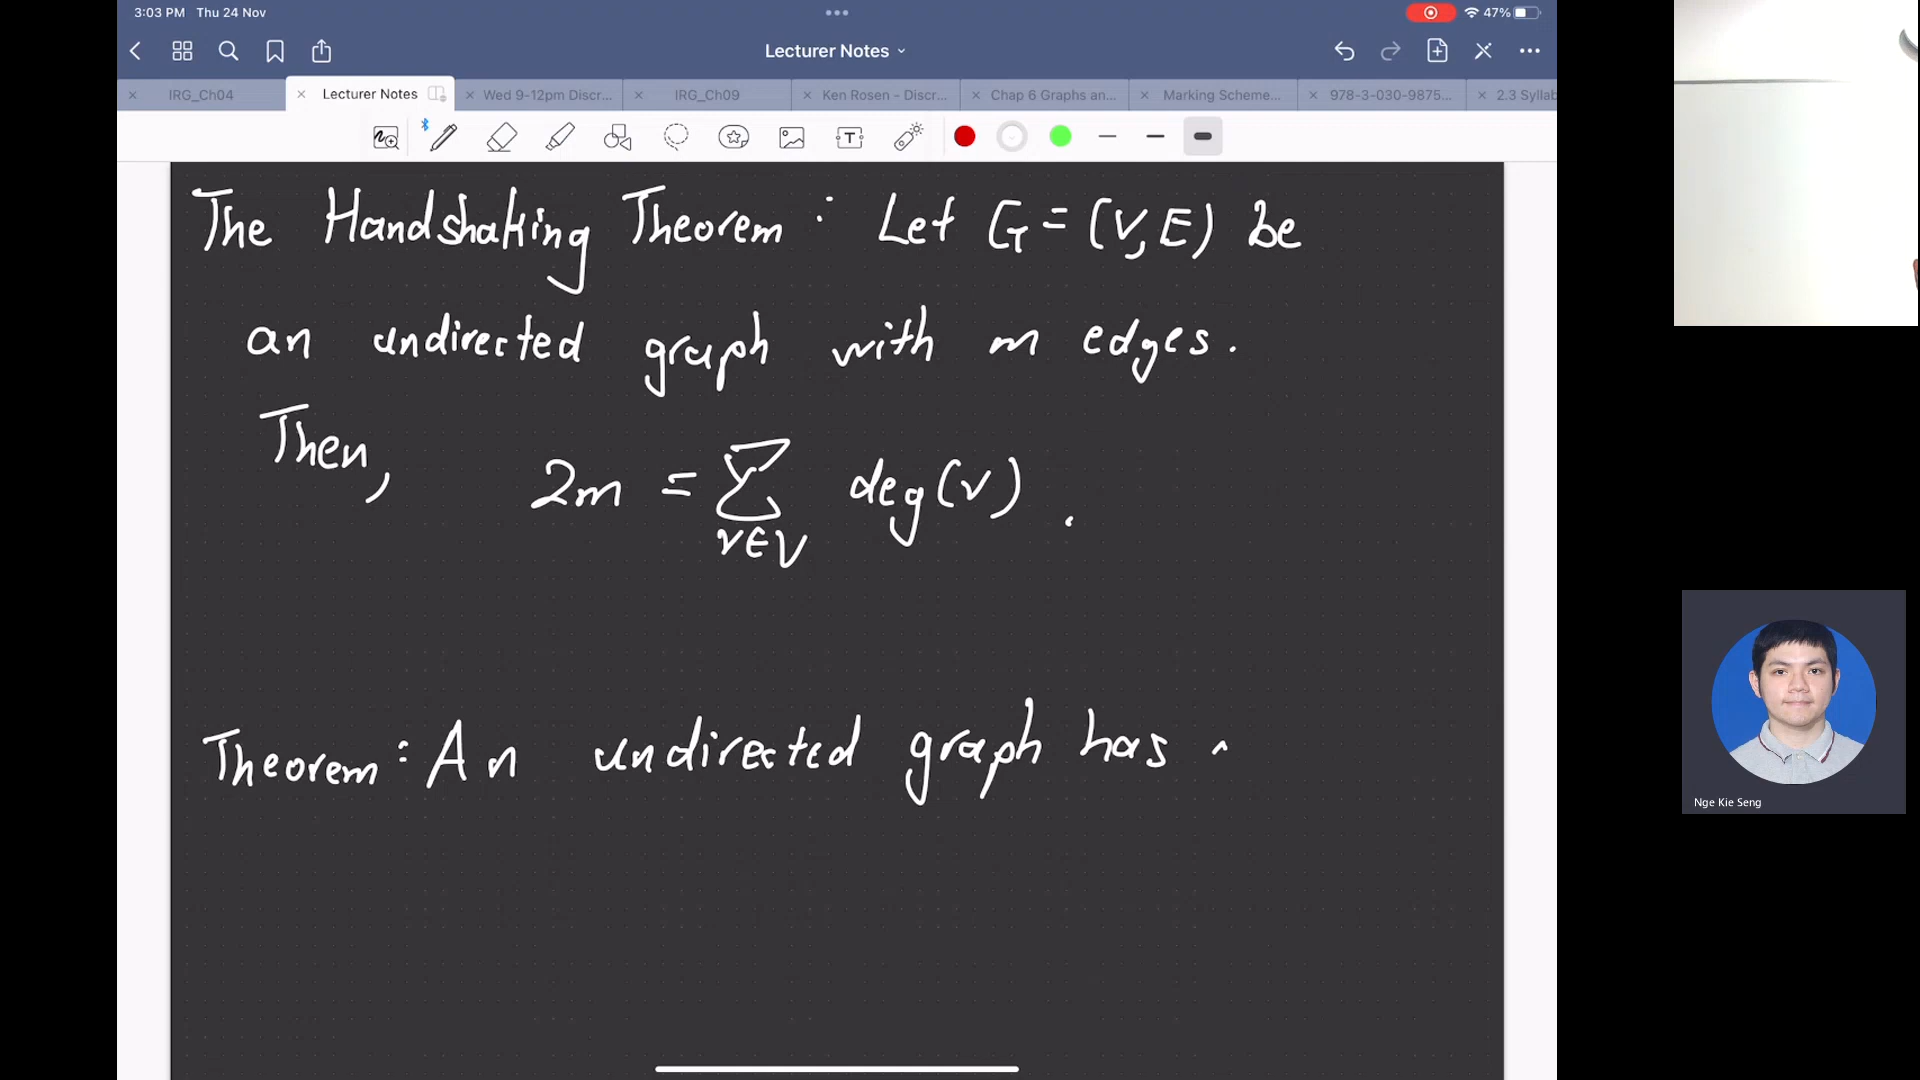 3:03 PM Thu 24 Nov
47%
Lecturer Notes
IRG_Ch04
Lecturer Notes
Wed 9-12pm Discr...
IRG_Ch09
Ken Rosen – Discr...
Chap 6 Graphs an...
Marking Scheme...
978-3-030-9875...
2.3 Syllab
The Handshaking Theorem : Let G = (V, E) be
an undirected graph with m edges.
Then, 2m = ∑ deg(v) .
v∈V
Theorem : An undirected graph has
Nge Kie Seng